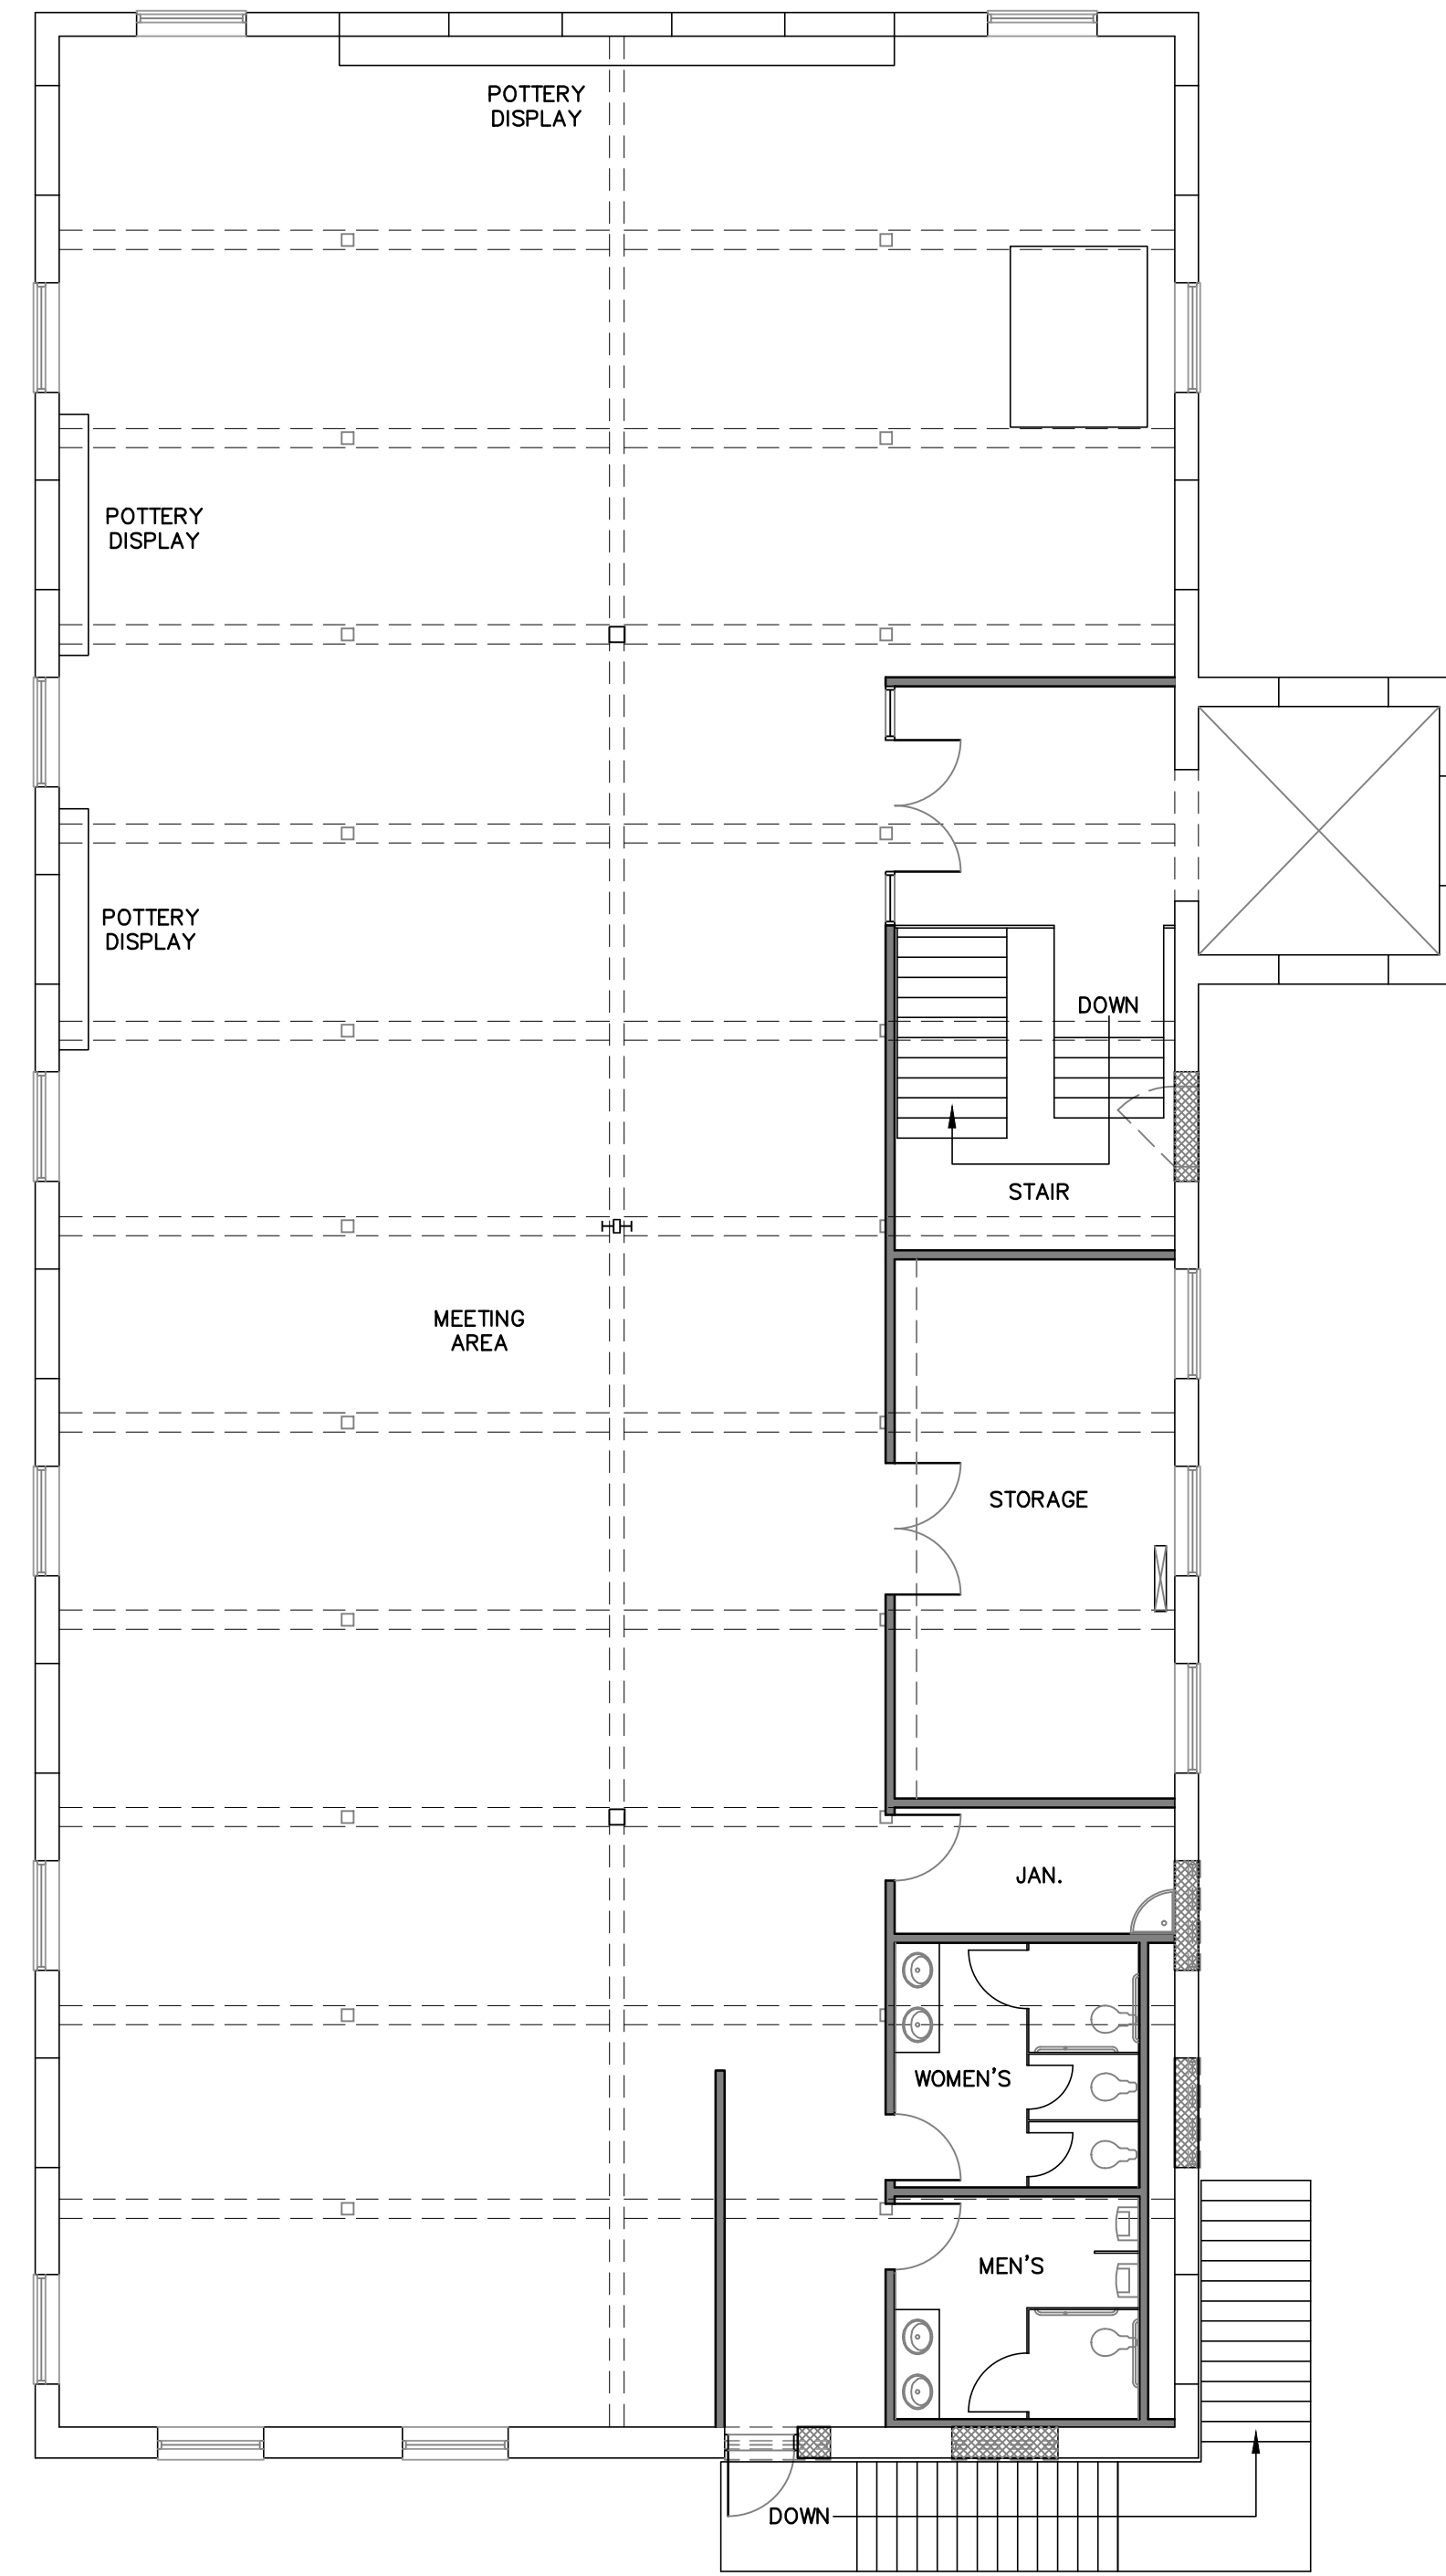 POTTERY
DISPLAY
POTTERY
DISPLAY
POTTERY
DISPLAY
DOWN
STAIR
MEETING
AREA
STORAGE
JAN.
WOMEN'S
MEN'S
DOWN